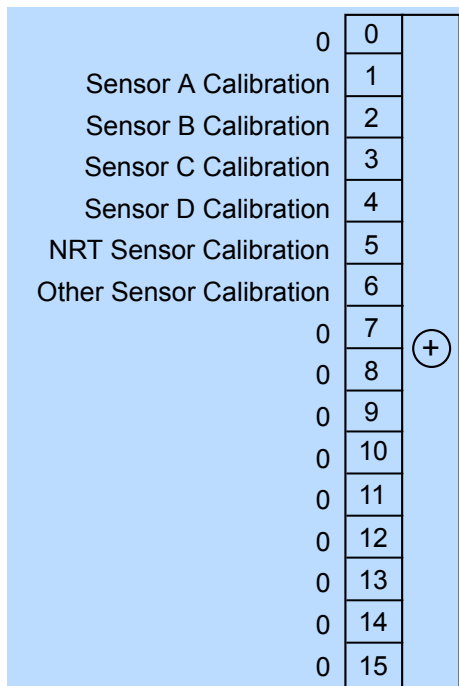 0 0
Sensor A Calibration 1
Sensor B Calibration 2
Sensor C Calibration 3
Sensor D Calibration 4
NRT Sensor Calibration 5
Other Sensor Calibration 6
0 7
+
0 8
0 9
0 10
0 11
0 12
0 13
0 14
0 15